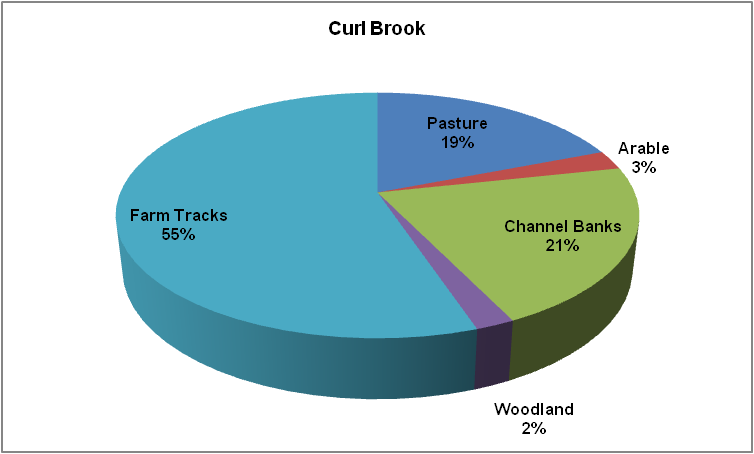 Curl Brook
Pasture
19%
Arable
3%
Channel Banks
21%
Woodland
2%
Farm Tracks
55%